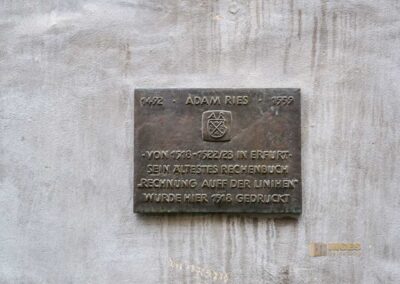 1492 · ADAM RIES · 1559
·VON 1518-1522/23 IN ERFURT·
SEIN ÄLTESTES RECHENBUCH
„RECHNUNG AUFF DER LINIHEN"
WURDE HIER 1518 GEDRUCKT